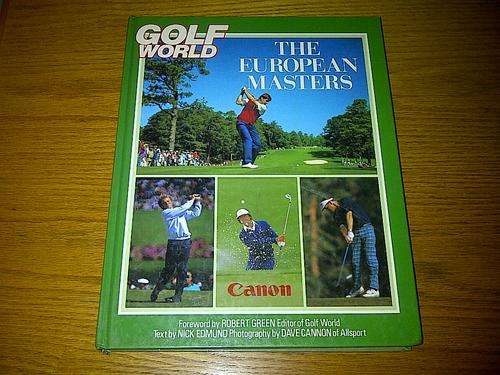 GOLF
WORLD
THE
EUROPEAN
MASTERS
Canon
Foreword by ROBERT GREEN Editor of Golf World
Text by NICK EDMUND Photography by DAVE CANNON of Allsport